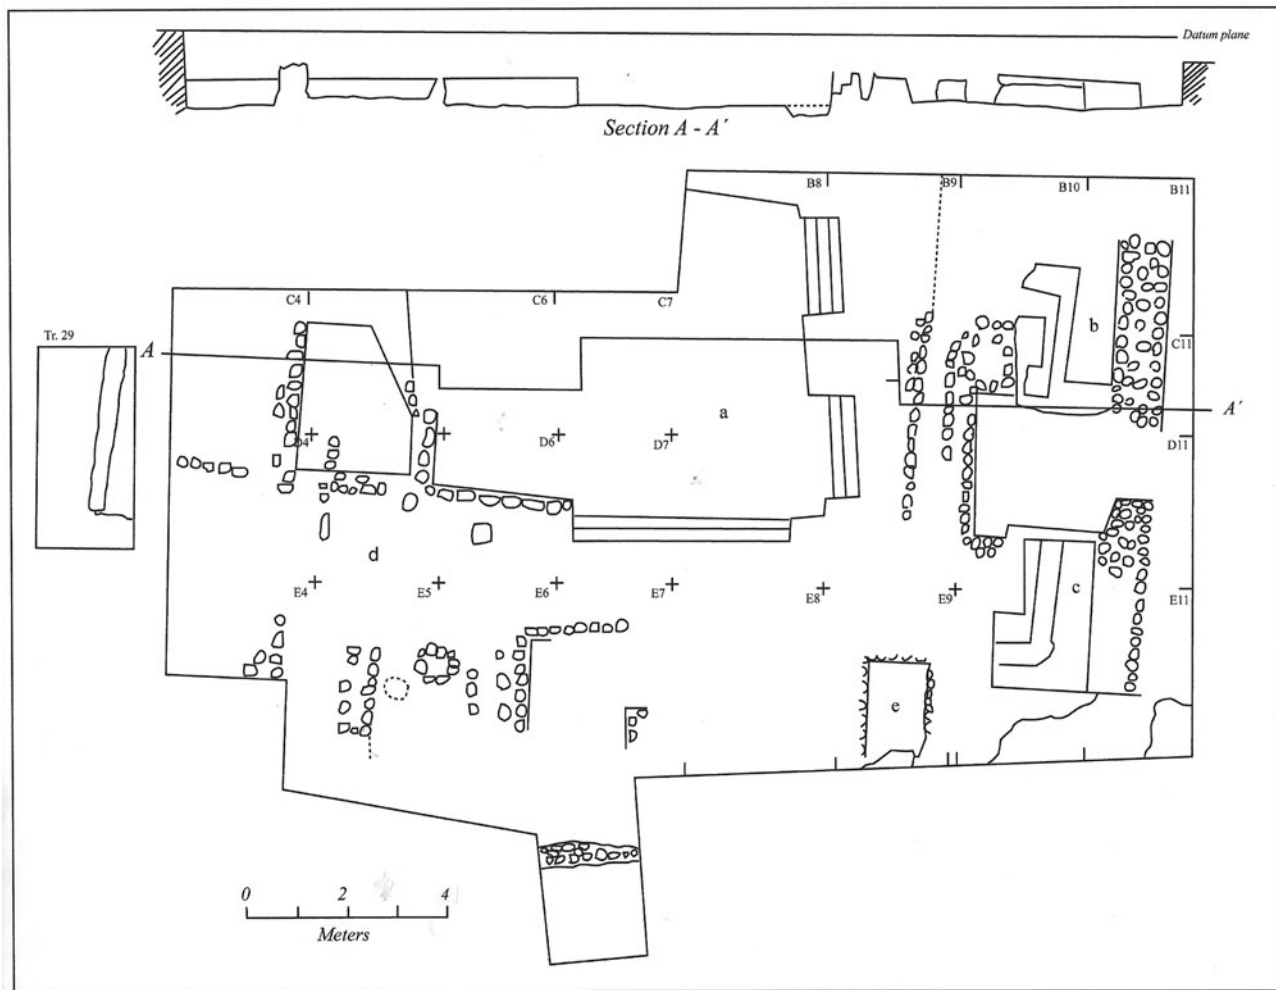 Datum plane
Section A - A´
B8 B9 B10 B11
C4 C6 C7
Tr. 29
A
b
C11
a
A´
D4 D6 D7 D11
d
E4 E5 E6 E7 E8 E9 c E11
e
0 2 4
Meters